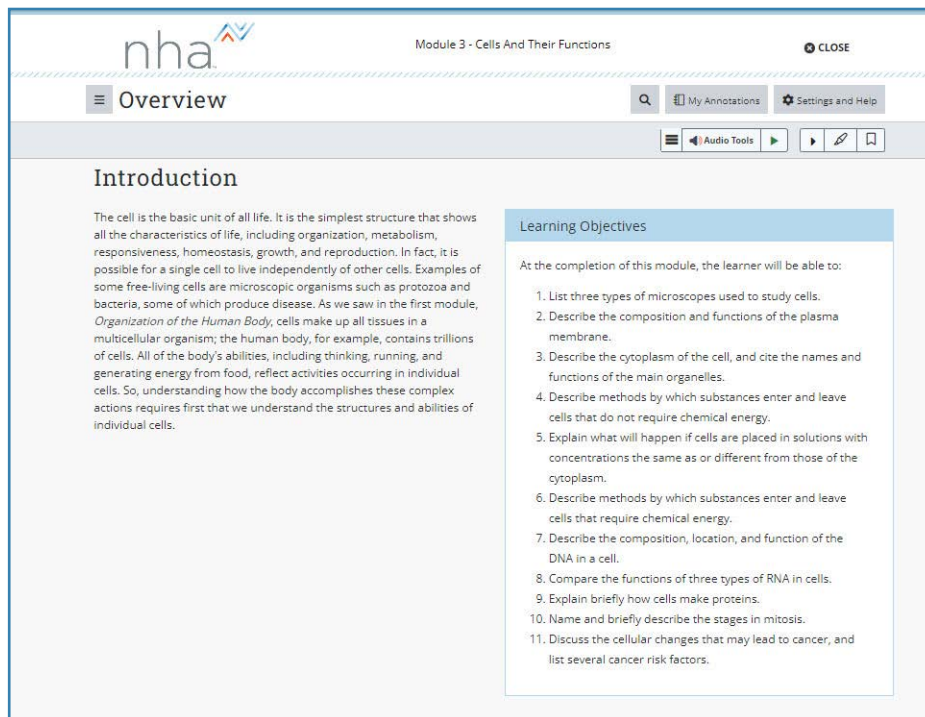 nha
Module 3 - Cells And Their Functions
CLOSE
Overview
My Annotations
Settings and Help
Audio Tools
Introduction
The cell is the basic unit of all life. It is the simplest structure that shows
all the characteristics of life, including organization, metabolism,
responsiveness, homeostasis, growth, and reproduction. In fact, it is
possible for a single cell to live independently of other cells. Examples of
some free-living cells are microscopic organisms such as protozoa and
bacteria, some of which produce disease. As we saw in the first module,
Organization of the Human Body, cells make up all tissues in a
multicellular organism; the human body, for example, contains trillions
of cells. All of the body's abilities, including thinking, running, and
generating energy from food, reflect activities occurring in individual
cells. So, understanding how the body accomplishes these complex
actions requires first that we understand the structures and abilities of
individual cells.
Learning Objectives
At the completion of this module, the learner will be able to:
1. List three types of microscopes used to study cells.
2. Describe the composition and functions of the plasma
membrane.
3. Describe the cytoplasm of the cell, and cite the names and
functions of the main organelles.
4. Describe methods by which substances enter and leave
cells that do not require chemical energy.
5. Explain what will happen if cells are placed in solutions with
concentrations the same as or different from those of the
cytoplasm.
6. Describe methods by which substances enter and leave
cells that require chemical energy.
7. Describe the composition, location, and function of the
DNA in a cell.
8. Compare the functions of three types of RNA in cells.
9. Explain briefly how cells make proteins.
10. Name and briefly describe the stages in mitosis.
11. Discuss the cellular changes that may lead to cancer, and
list several cancer risk factors.